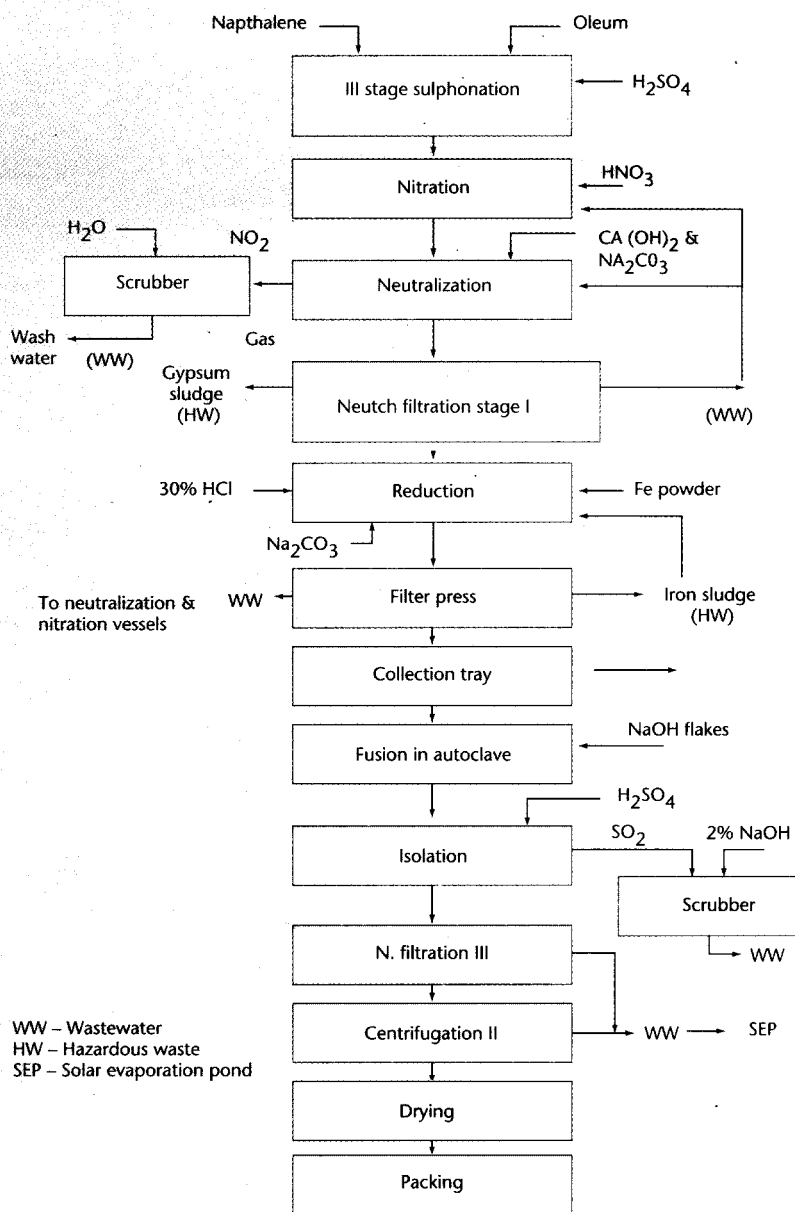 Napthalene
Oleum
III stage sulphonation
H₂SO₄
Nitration
HNO₃
H₂O
NO₂
CA (OH)₂ &
NA₂C0₃
Scrubber
Neutralization
Wash
water
(WW)
Gas
Gypsum
sludge
(HW)
Neutch filtration stage I
(WW)
30% HCl
Reduction
Fe powder
Na₂CO₃
To neutralization &
nitration vessels
WW
Filter press
Iron sludge
(HW)
Collection tray
Fusion in autoclave
NaOH flakes
H₂SO₄
Isolation
SO₂
2% NaOH
Scrubber
WW
N. filtration III
WW – Wastewater
HW – Hazardous waste
SEP – Solar evaporation pond
Centrifugation II
WW
SEP
Drying
Packing